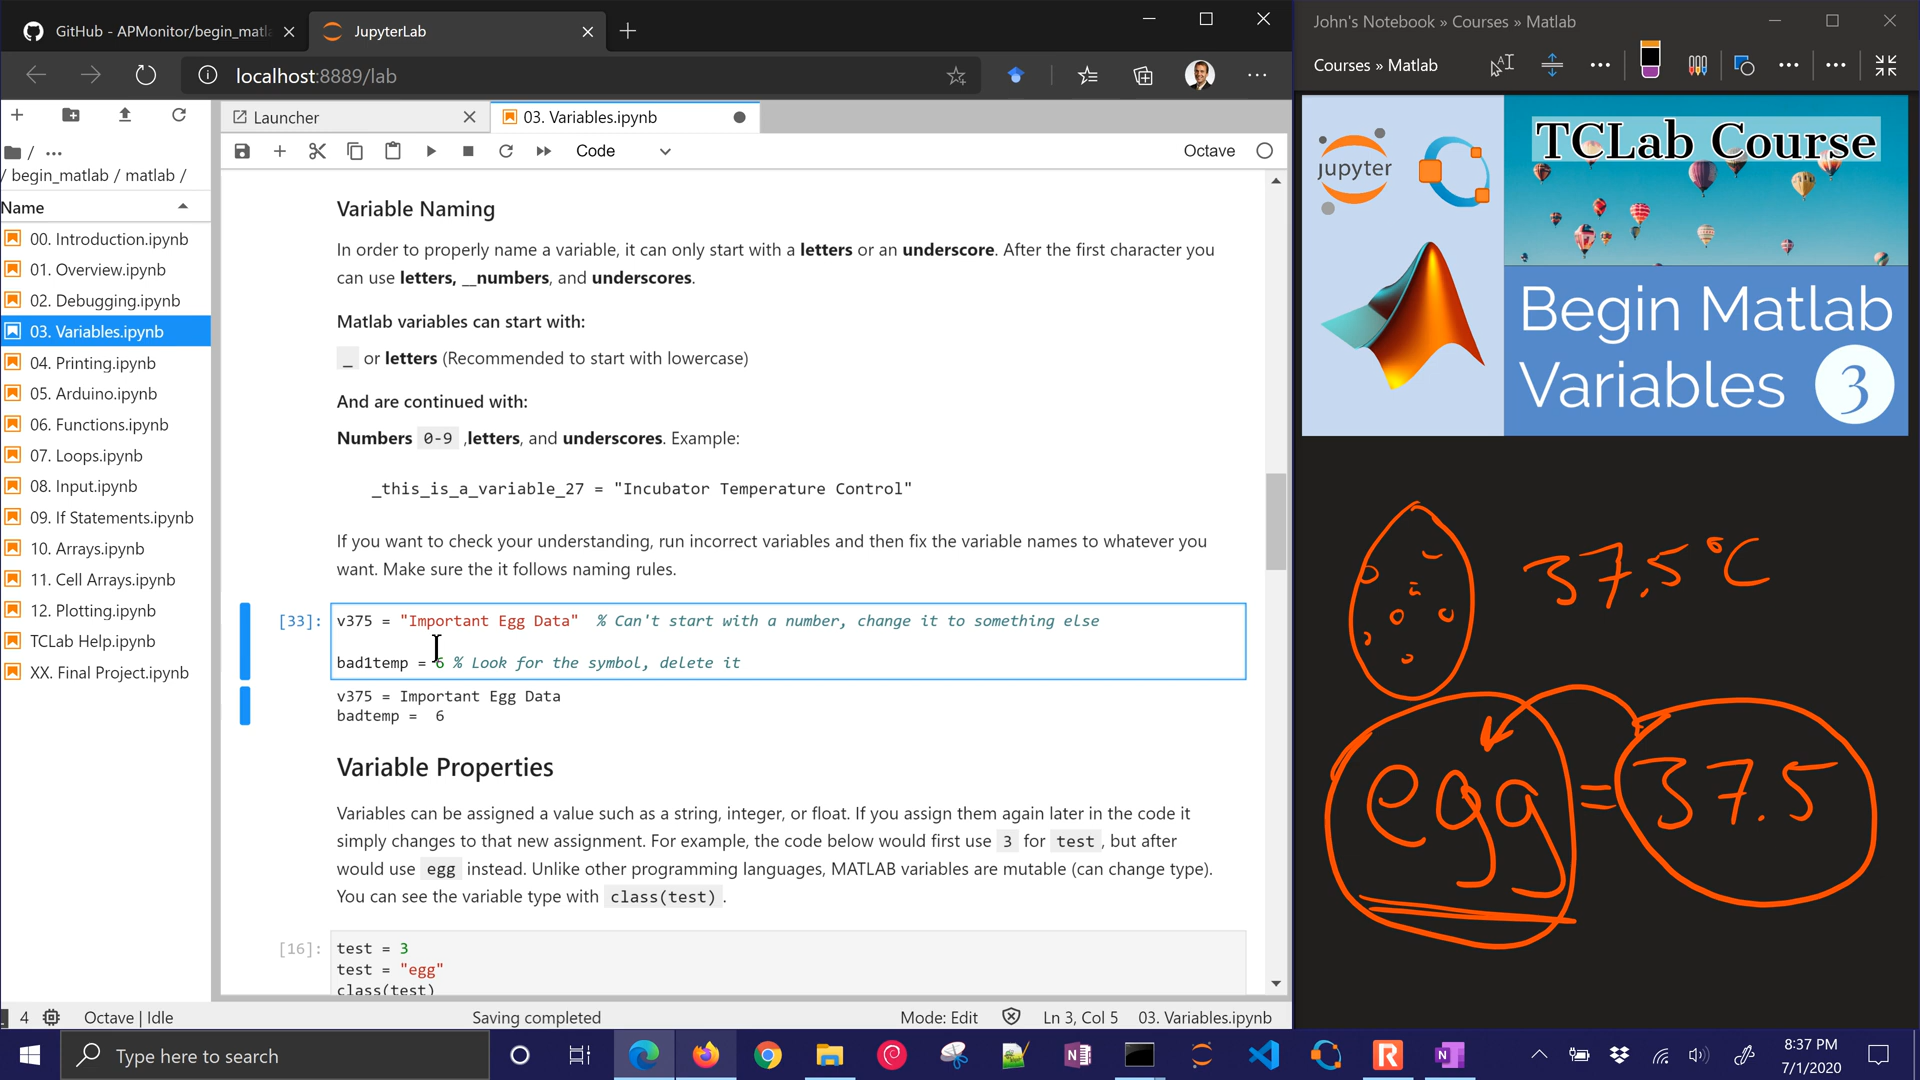 GitHub - APMonitor/begin_matla
JupyterLab
localhost:8889/lab
Launcher
03. Variables.ipynb
Code
Octave
/ ...
/ begin_matlab / matlab /
Name
00. Introduction.ipynb
01. Overview.ipynb
02. Debugging.ipynb
03. Variables.ipynb
04. Printing.ipynb
05. Arduino.ipynb
06. Functions.ipynb
07. Loops.ipynb
08. Input.ipynb
09. If Statements.ipynb
10. Arrays.ipynb
11. Cell Arrays.ipynb
12. Plotting.ipynb
TCLab Help.ipynb
XX. Final Project.ipynb
Variable Naming
In order to properly name a variable, it can only start with a letters or an underscore. After the first character you
can use letters, __numbers, and underscores.
Matlab variables can start with:
_ or letters (Recommended to start with lowercase)
And are continued with:
Numbers 0-9 ,letters, and underscores. Example:
_this_is_a_variable_27 = "Incubator Temperature Control"
If you want to check your understanding, run incorrect variables and then fix the variable names to whatever you
want. Make sure the it follows naming rules.
[33]: v375 = "Important Egg Data"  % Can't start with a number, change it to something else
bad1temp = 6 % Look for the symbol, delete it
v375 = Important Egg Data
badtemp =  6
Variable Properties
Variables can be assigned a value such as a string, integer, or float. If you assign them again later in the code it
simply changes to that new assignment. For example, the code below would first use 3 for test, but after
would use egg instead. Unlike other programming languages, MATLAB variables are mutable (can change type).
You can see the variable type with class(test).
[16]: test = 3
test = "egg"
class(test)
4
Octave | Idle
Saving completed
Mode: Edit
Ln 3, Col 5
03. Variables.ipynb
John's Notebook » Courses » Matlab
Courses » Matlab
jupyter
TCLab Course
Begin Matlab
Variables 3
37.5°C
egg = 37.5
Type here to search
8:37 PM
7/1/2020